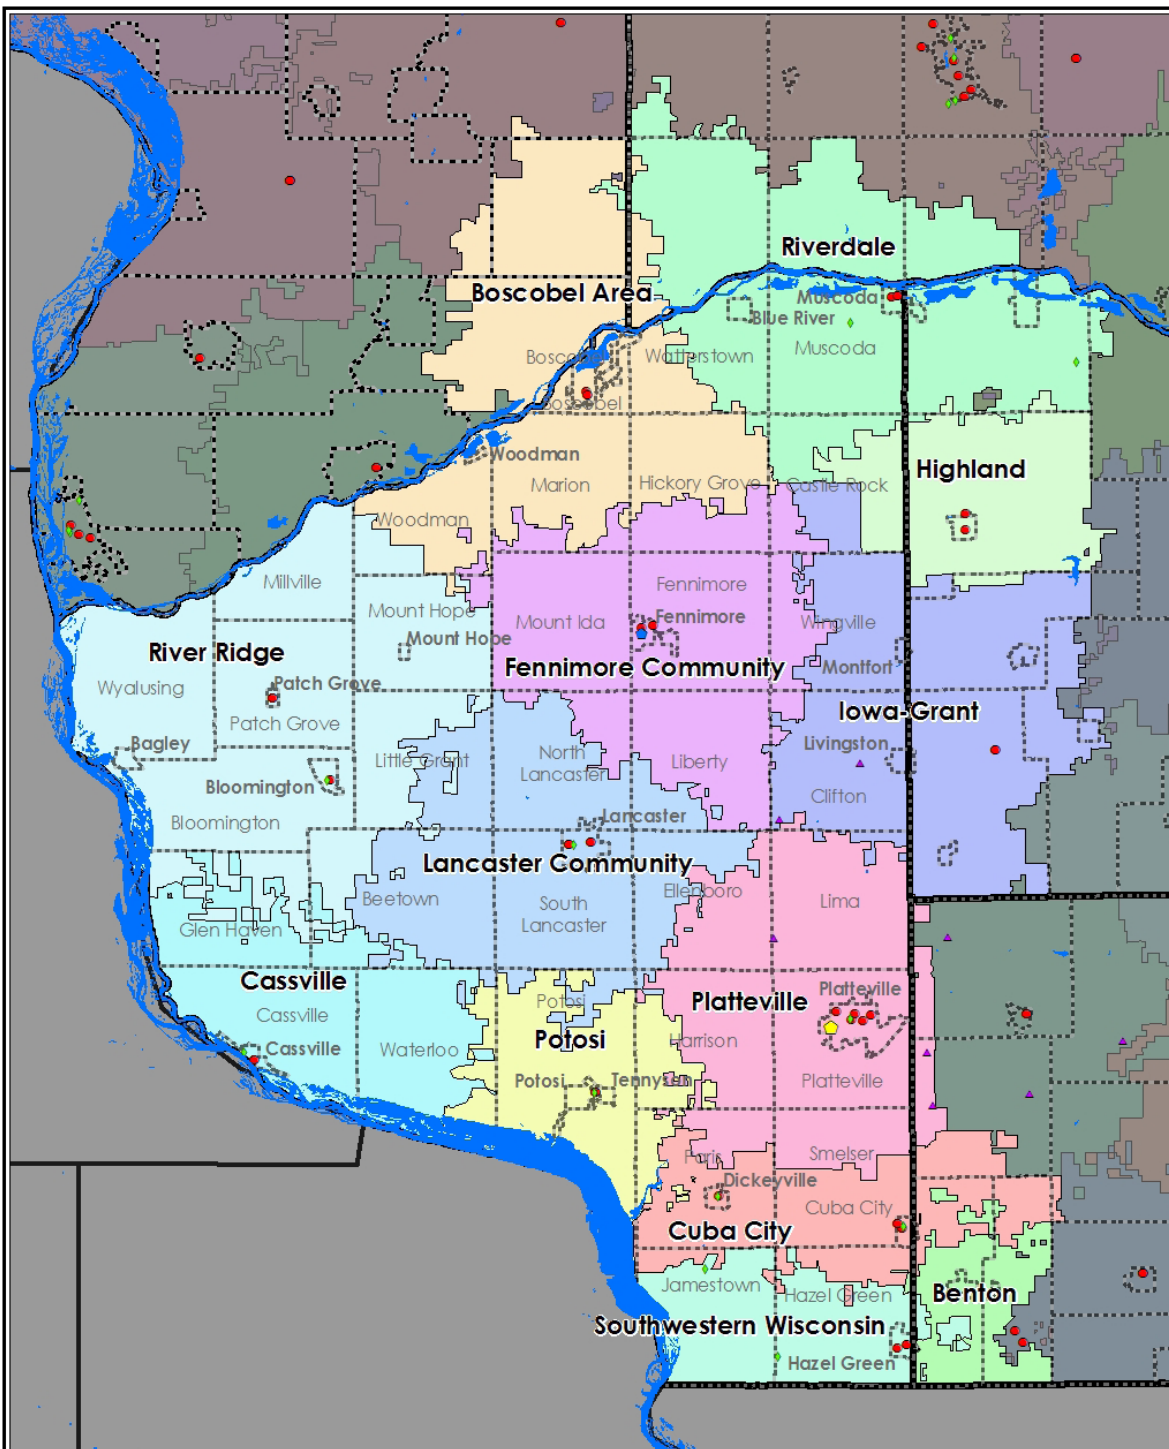 Riverdale
Boscobel Area
Muscoda
Blue River
Boscobel
Watterstown
Muscoda
Boscobel
Woodman
Marion
Hickory Grove
Castle Rock
Highland
Woodman
Millville
Mount Hope
Mount Hope
Fennimore
Mount Ida
Fennimore
Wingville
River Ridge
Fennimore Community
Montfort
Wyalusing
Patch Grove
Patch Grove
Iowa-Grant
Bagley
Little Grant
North
Lancaster
Liberty
Livingston
Bloomington
Clifton
Bloomington
Lancaster
Lancaster Community
Beetown
Ellenboro
Lima
South
Lancaster
Glen Haven
Cassville
Platteville
Platteville
Potosi
Cassville
Potosi
Harrison
Cassville
Waterloo
Potosi
Tennyson
Platteville
Paris
Smelser
Dickeyville
Cuba City
Cuba City
Jamestown
Hazel Green
Benton
Southwestern Wisconsin
Hazel Green